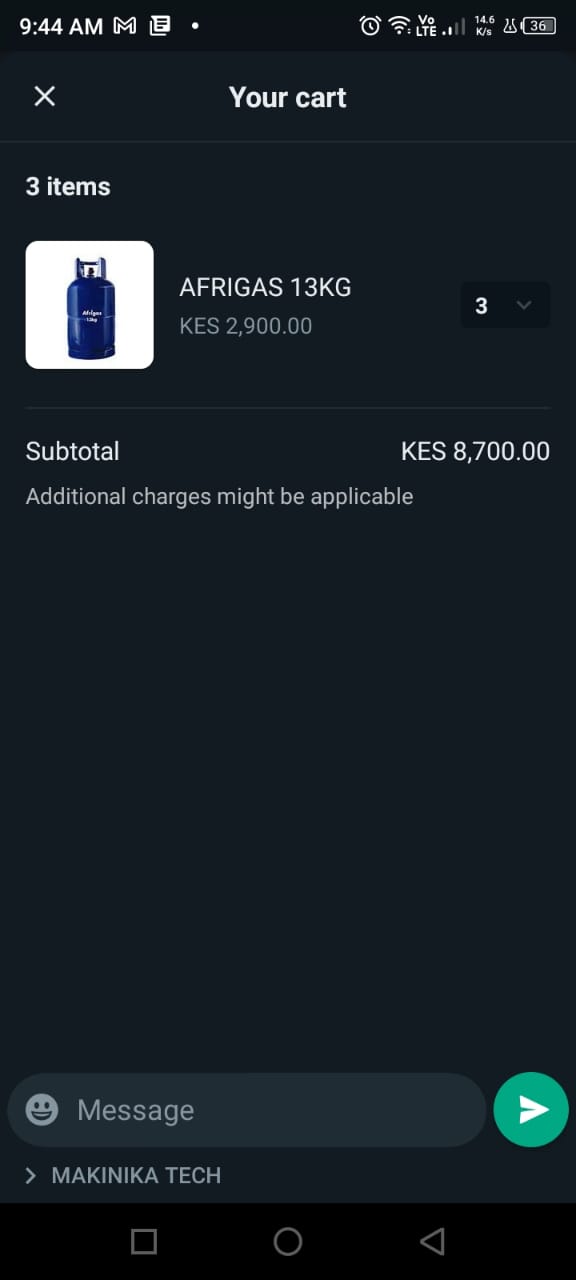 9:44 AM
Vo
LTE
14.6
K/s
36
Your cart
3 items
Afrigas
13kg
AFRIGAS 13KG
KES 2,900.00
3
Subtotal
KES 8,700.00
Additional charges might be applicable
Message
MAKINIKA TECH